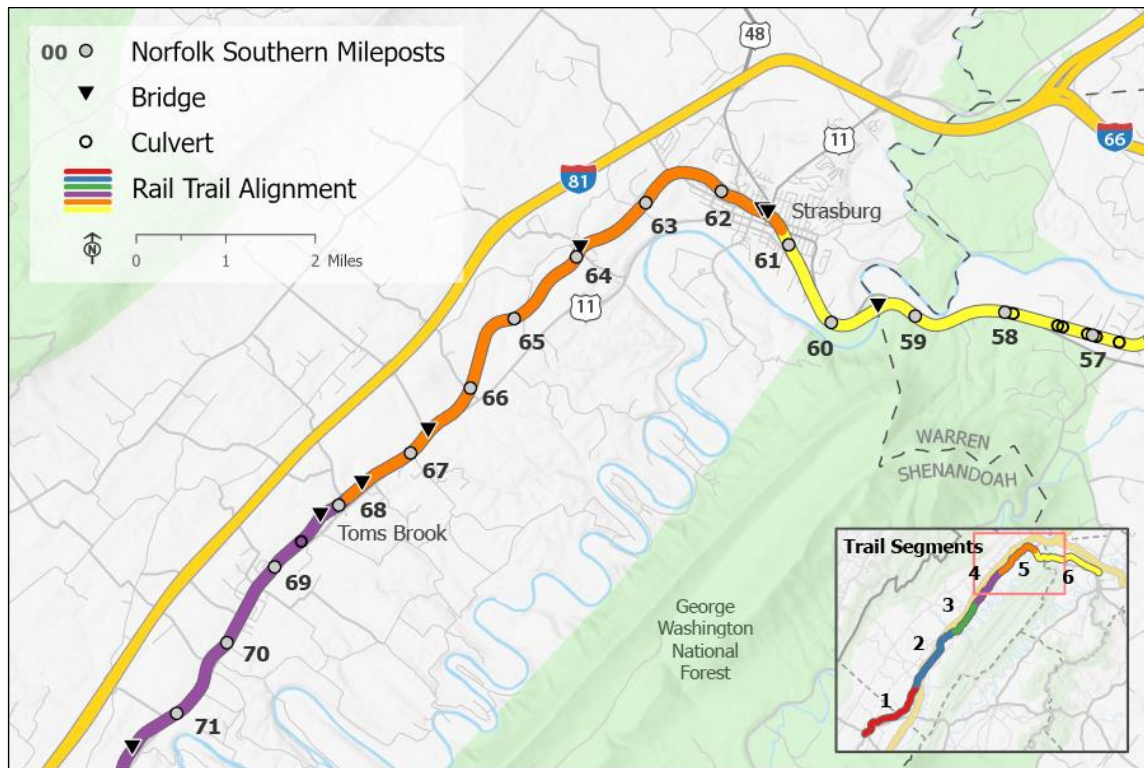 00 Norfolk Southern Mileposts
Bridge
Culvert
Rail Trail Alignment
N
0 1 2 Miles
48
11
66
81
63
62
Strasburg
61
64
11
65
60
59
58
57
66
67
WARREN
SHENANDOAH
68
Toms Brook
69
George
Washington
National
Forest
70
71
Trail Segments
4
5
6
3
2
1